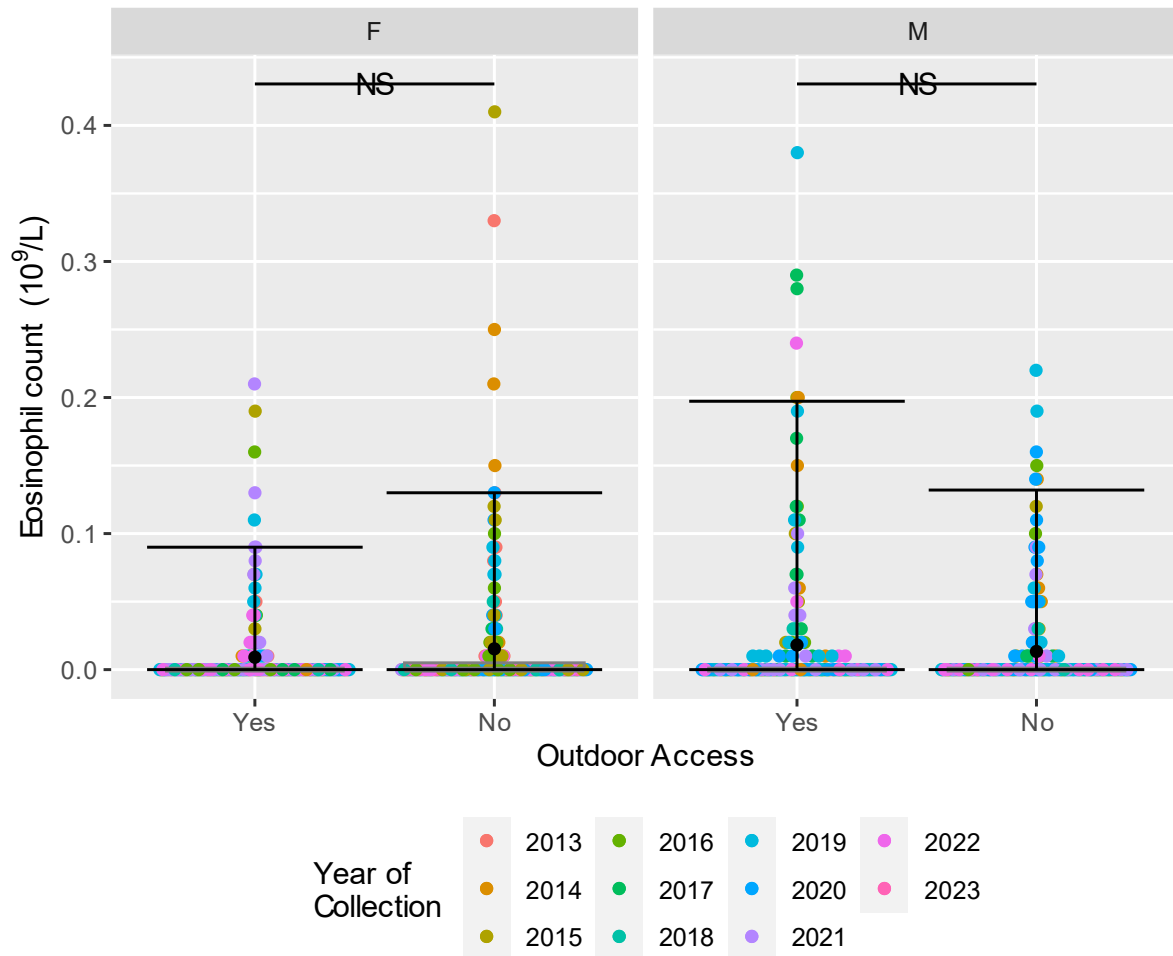 F
M
NS
NS
0.4
0.3
0.2
0.1
0.0
Eosinophil count (10⁹/L)
Yes
No
Yes
No
Outdoor Access
Year of
Collection
2013
2016
2019
2022
2014
2017
2020
2023
2015
2018
2021